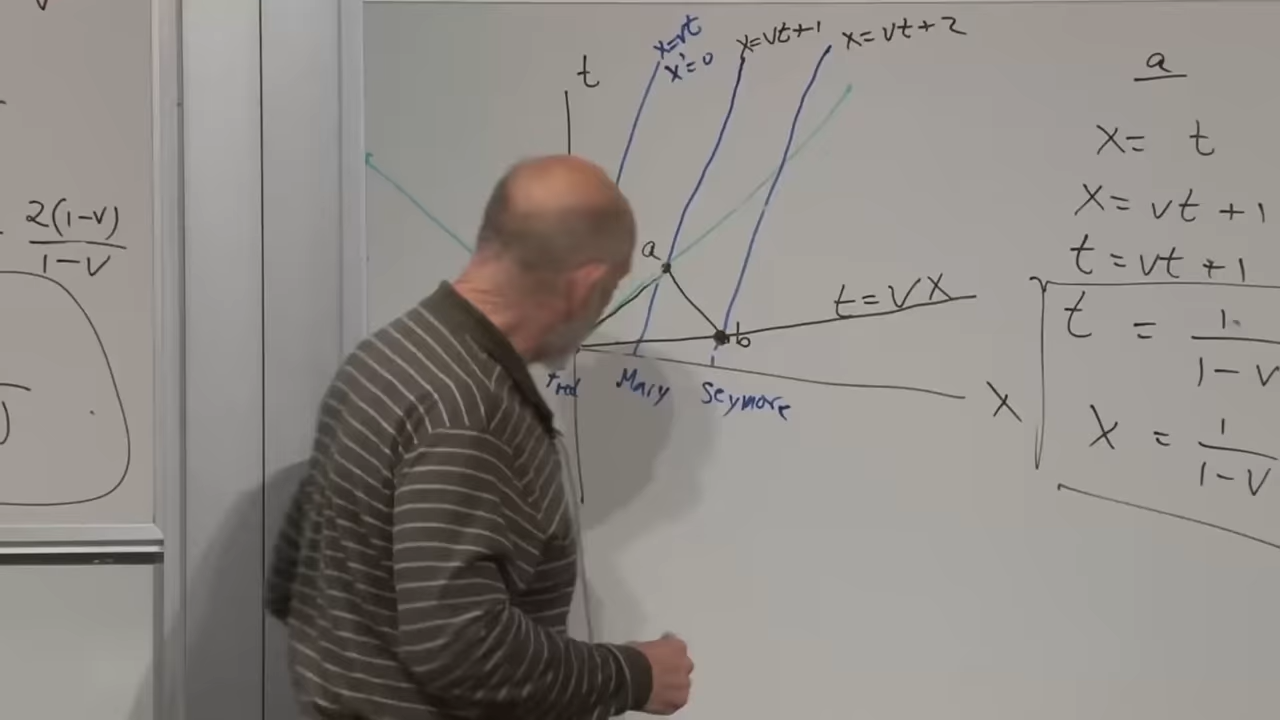 2(1-v)
1-v
t
x=vt
x'=0
x=vt+1
x=vt+2
a
b
t=vx
x
Mary
Seymore
a
x= t
x= vt +1
t=vt+1
t = 1
1-v
x = 1
1-v